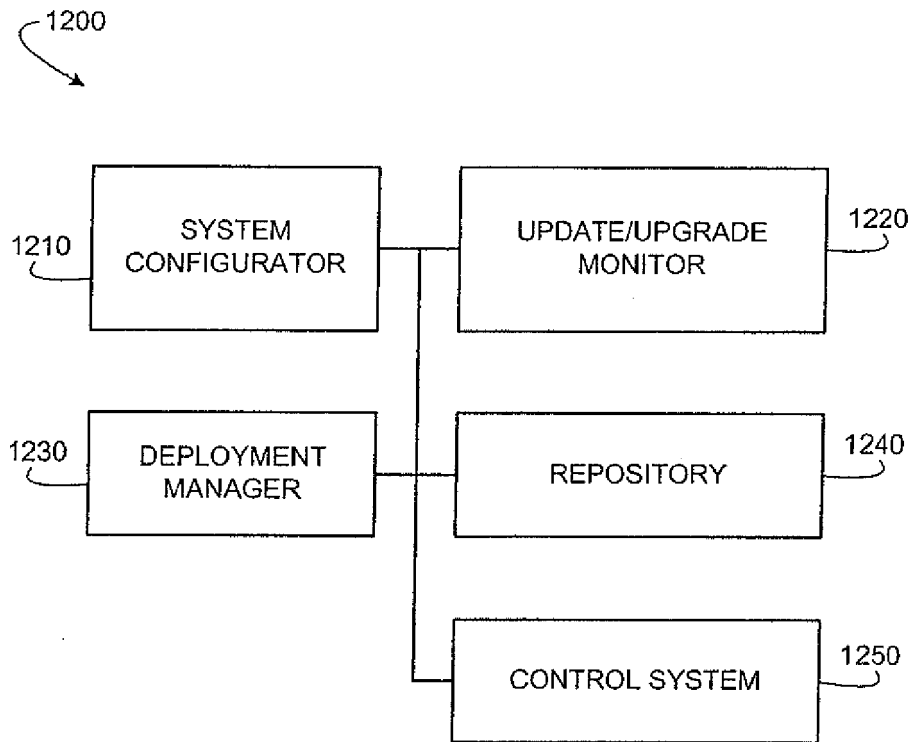 1200
SYSTEM
CONFIGURATOR
1210
UPDATE/UPGRADE
MONITOR
1220
DEPLOYMENT
MANAGER
1230
REPOSITORY
1240
CONTROL SYSTEM
1250